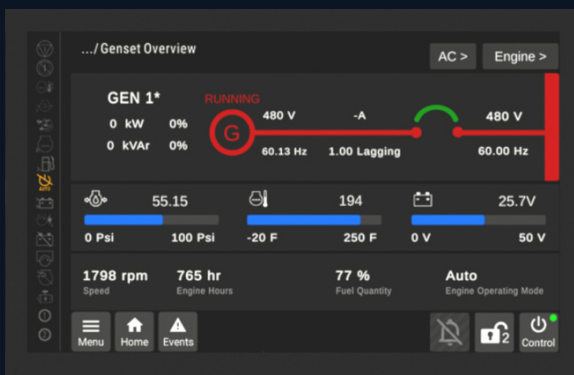 .../ Genset Overview
AC >
Engine >
GEN 1*
0 kW 0%
0 kVAr 0%
RUNNING
G
480 V
-A
480 V
60.13 Hz
1.00 Lagging
60.00 Hz
55.15
194
25.7V
0 Psi 100 Psi
-20 F 250 F
0 V 50 V
1798 rpm
Speed
765 hr
Engine Hours
77 %
Fuel Quantity
Auto
Engine Operating Mode
AUTO
Menu
Home
Events
2
Control